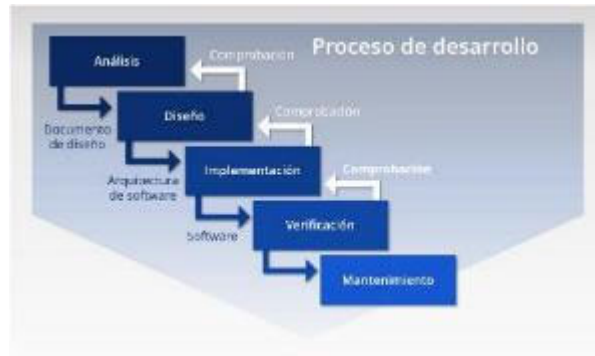 Proceso de desarrollo
Análisis
Comprobación
Documento
de diseño
Diseño
Comprobación
Arquitectura
de software
Implementación
Comprobación
Software
Verificación
Mantenimiento